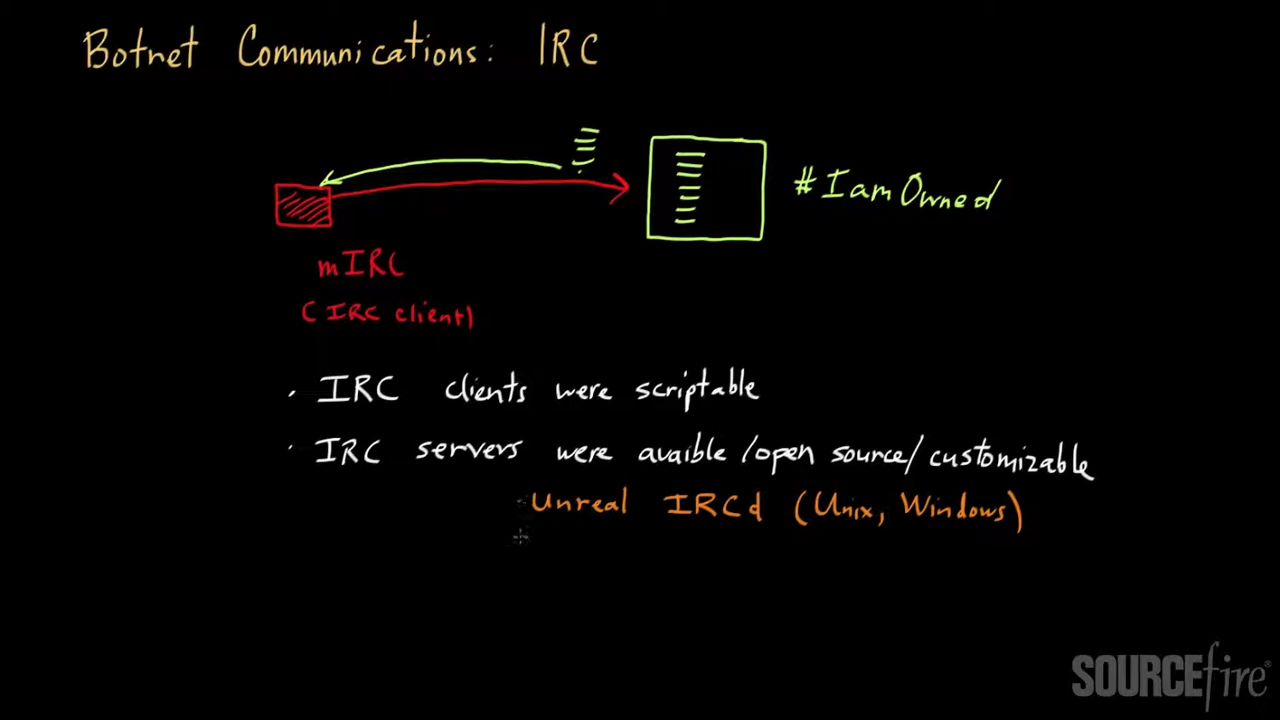 Botnet Communications: IRC
#IamOwned
mIRC
(IRC client)
· IRC clients were scriptable
· IRC servers were avaible /open source/customizable
- Unreal IRCd (Unix, Windows)
SOURCEfire®